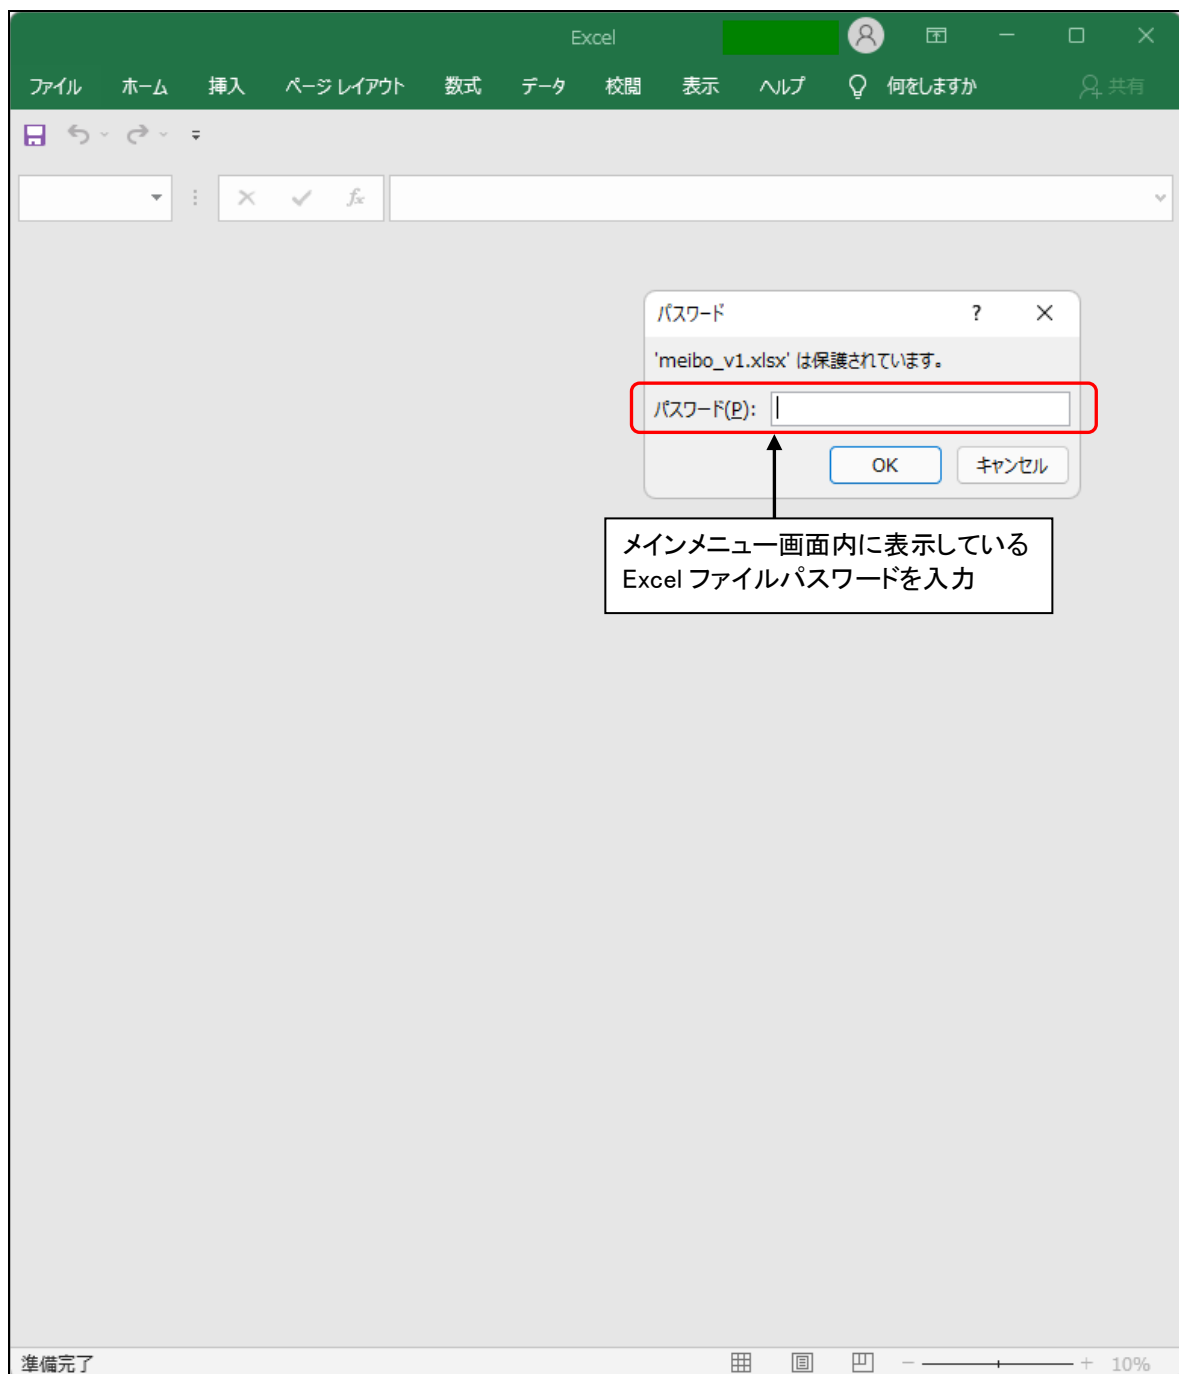 Excel
ファイル ホーム 挿入 ページ レイアウト 数式 データ 校閲 表示 ヘルプ 何をしますか 共有
fx
パスワード ? ×
'meibo_v1.xlsx' は保護されています。
パスワード(P):
OK キャンセル
メインメニュー画面内に表示している
Excel ファイルパスワードを入力
準備完了 10%